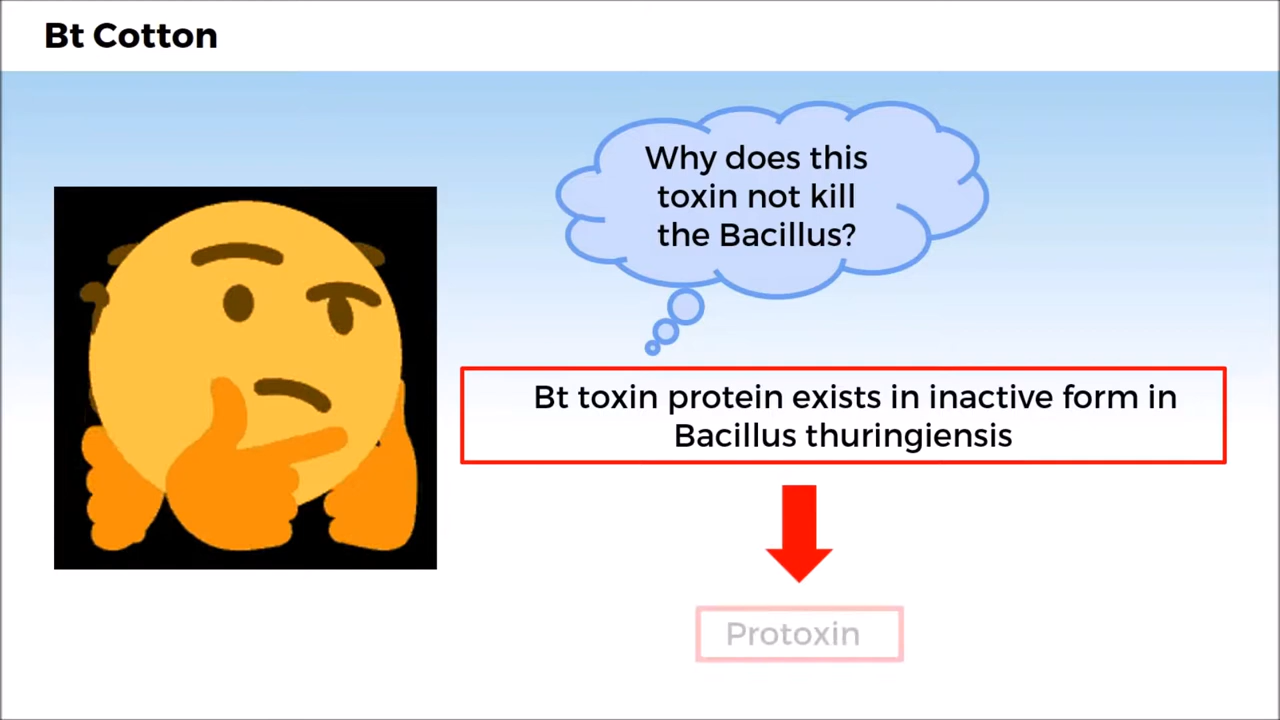 Bt Cotton
Why does this
toxin not kill
the Bacillus?
Bt toxin protein exists in inactive form in
Bacillus thuringiensis
Protoxin